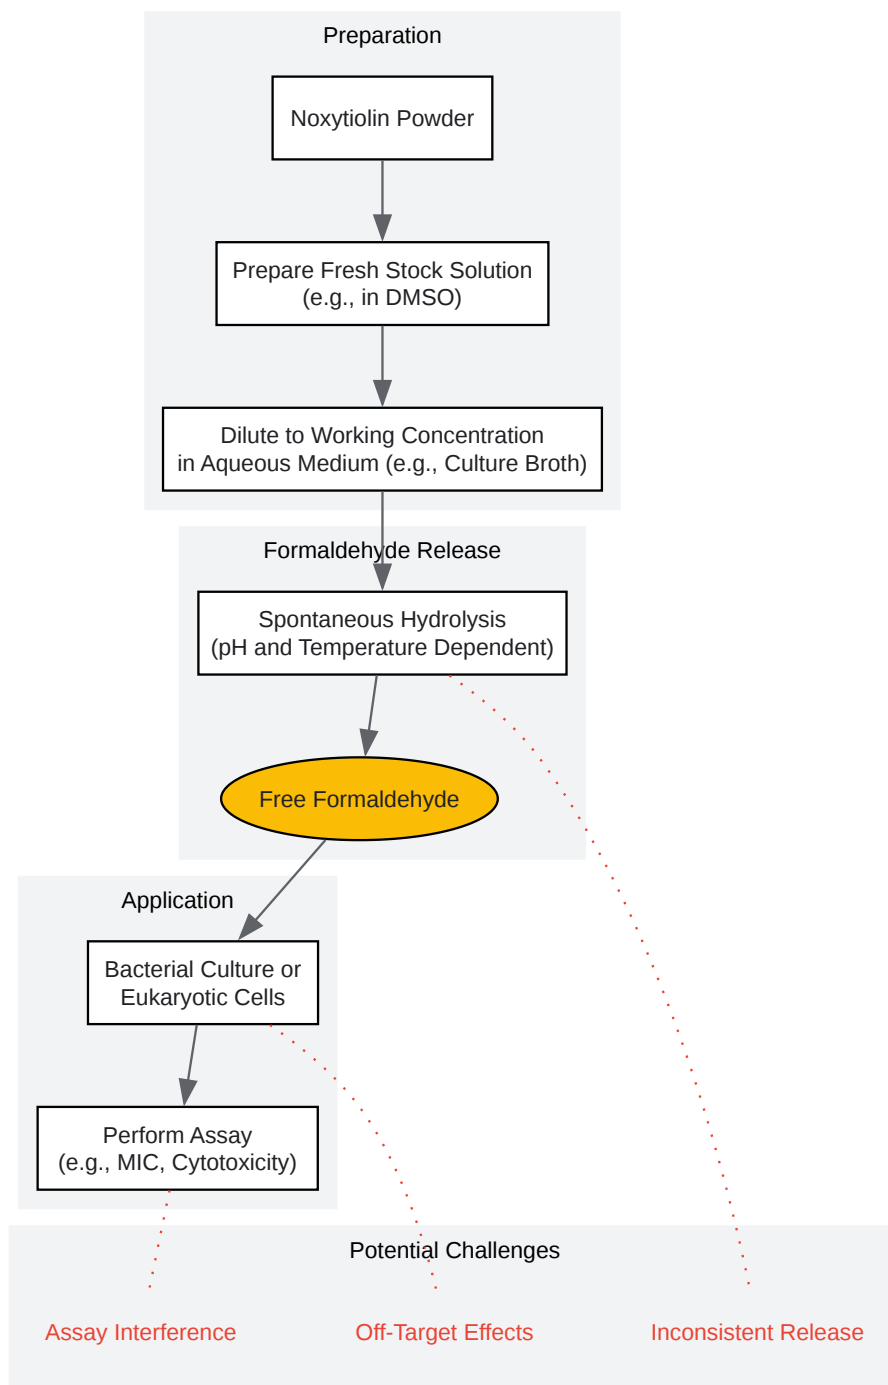 Preparation
Noxytiolin Powder
Prepare Fresh Stock Solution
(e.g., in DMSO)
Dilute to Working Concentration
in Aqueous Medium (e.g., Culture Broth)
Formaldehyde Release
Spontaneous Hydrolysis
(pH and Temperature Dependent)
Free Formaldehyde
Application
Bacterial Culture or
Eukaryotic Cells
Perform Assay
(e.g., MIC, Cytotoxicity)
Potential Challenges
Assay Interference
Off-Target Effects
Inconsistent Release